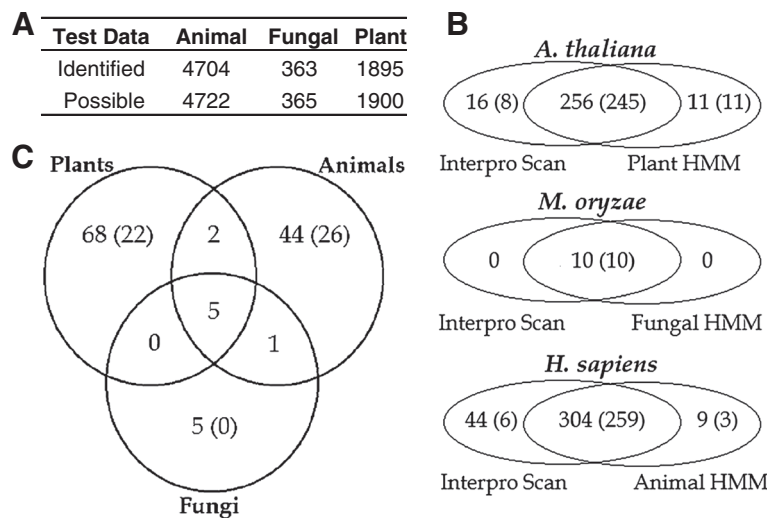 A
Test Data Animal Fungal Plant
Identified 4704 363 1895
Possible 4722 365 1900
B
A. thaliana
16 (8) 256 (245) 11 (11)
Interpro Scan Plant HMM
M. oryzae
0 10 (10) 0
Interpro Scan Fungal HMM
H. sapiens
44 (6) 304 (259) 9 (3)
Interpro Scan Animal HMM
C
Plants Animals
68 (22) 2 44 (26)
5
0 1
5 (0)
Fungi